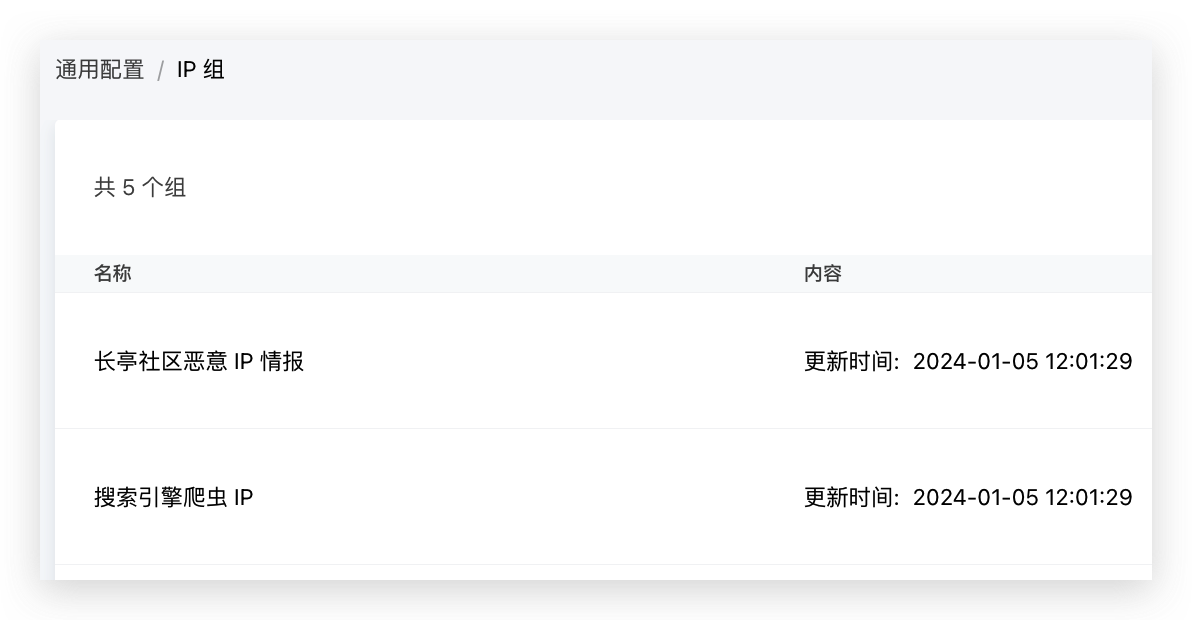 通用配置 / IP 组
共 5 个组
名称 内容
长亭社区恶意 IP 情报 更新时间: 2024-01-05 12:01:29
搜索引擎爬虫 IP 更新时间: 2024-01-05 12:01:29